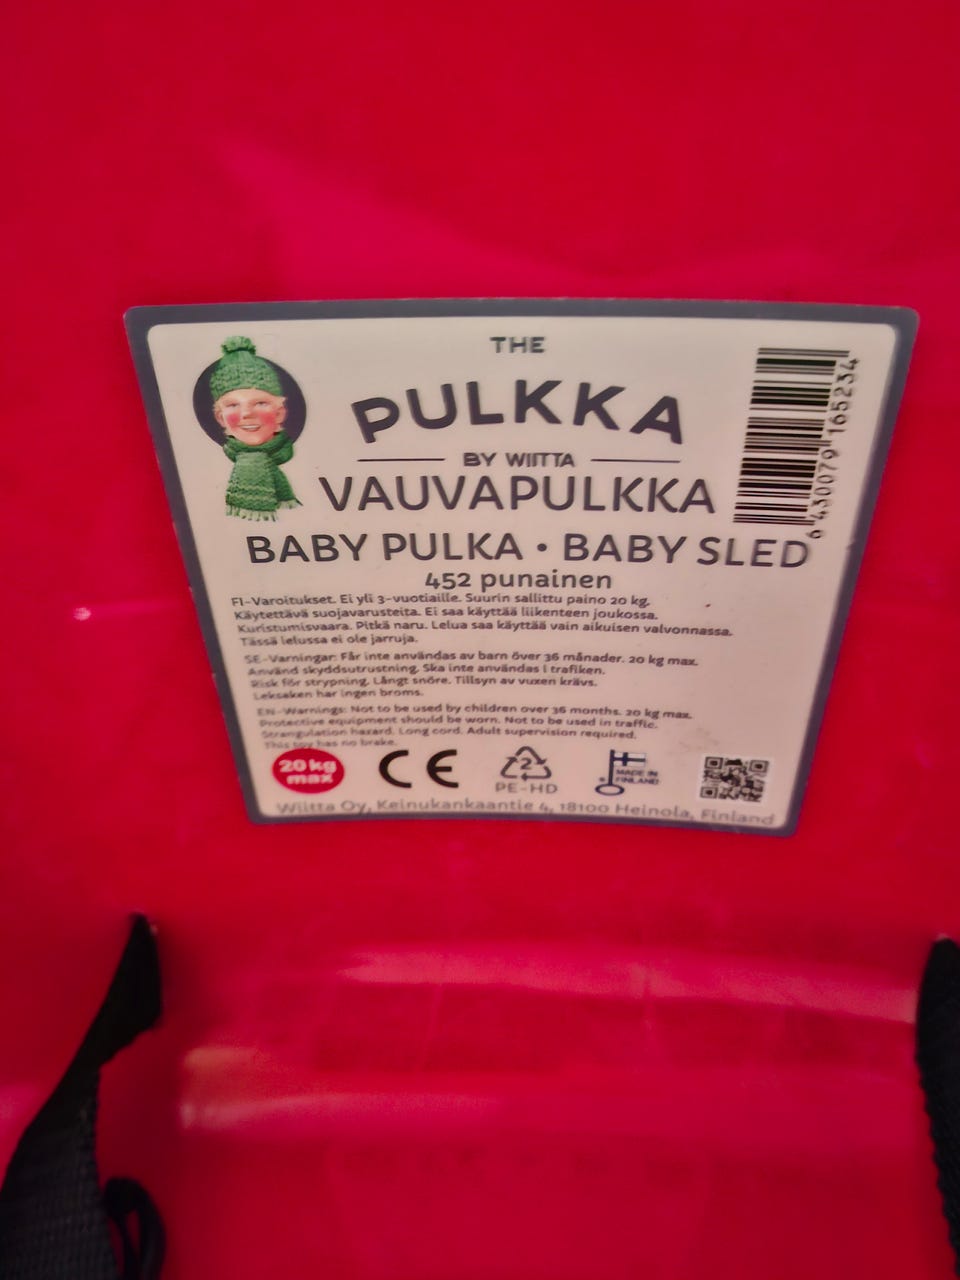 THE
PULKKA
BY WIITTA
VAUVAPULKKA
BABY PULKA • BABY SLED
452 punainen
FI-Varoitukset. Ei yli 3-vuotiaille. Suurin sallittu paino 20 kg.
Käytettävä suojavarusteita. Ei saa käyttää liikenteen joukossa.
Kuristumisvaara. Pitkä naru. Lelua saa käyttää vain aikuisen valvonnassa.
Tässä lelussa ei ole jarruja.
SE-Varningar: Får inte användas av barn över 36 månader. 20 kg max.
Använd skyddsutrustning. Ska inte användas i trafiken.
Risk för strypning. Långt snöre. Tillsyn av vuxen krävs.
Leksaken har ingen broms.
EN-Warnings: Not to be used by children over 36 months. 20 kg max.
Protective equipment should be worn. Not to be used in traffic.
Strangulation hazard. Long cord. Adult supervision required.
This toy has no brake.
20 kg
max
CE
2
PE-HD
MADE IN
FINLAND
Wiitta Oy, Keinukankaantie 4, 18100 Heinola, Finland
6 430079 165234